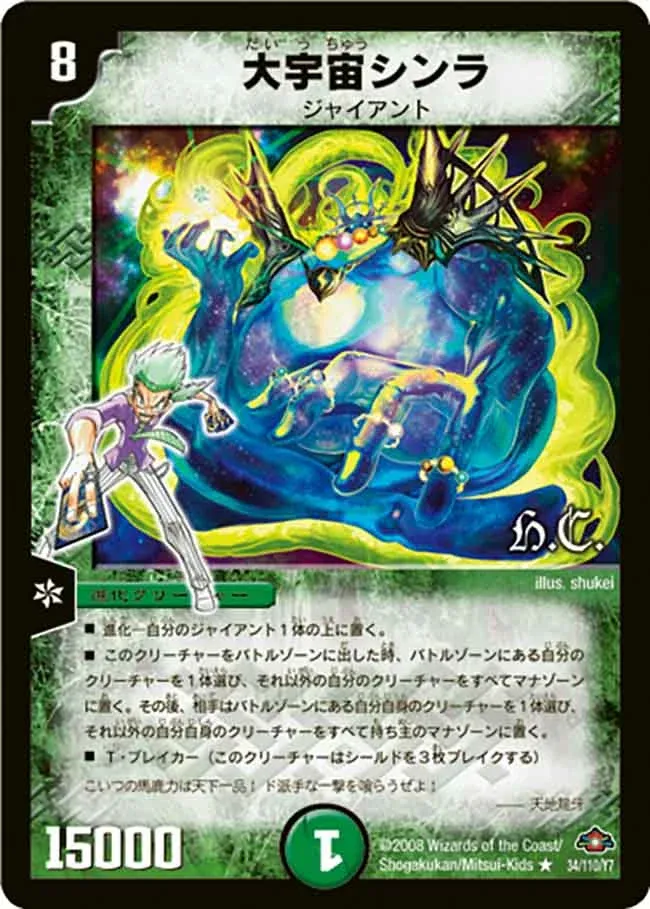 8
だいうちゅう
大宇宙シンラ
ジャイアント
H.C.
illus. shukei
進化クリーチャー
■ 進化―自分のジャイアント１体の上に置く。
■ このクリーチャーをバトルゾーンに出した時、バトルゾーンにある自分の
クリーチャーを１体選び、それ以外の自分のクリーチャーをすべてマナゾーン
に置く。その後、相手はバトルゾーンにある自分自身のクリーチャーを１体選び、
それ以外の自分自身のクリーチャーをすべて持ち主のマナゾーンに置く。
■ Ｔ・ブレイカー（このクリーチャーはシールドを３枚ブレイクする）
こいつの馬鹿力は天下一品！ ド派手な一撃を喰らうぜよ！
―― 天地龍牙
15000
1
©2008 Wizards of the Coast/
Shogakukan/Mitsui-Kids ★ 34/110/Y7